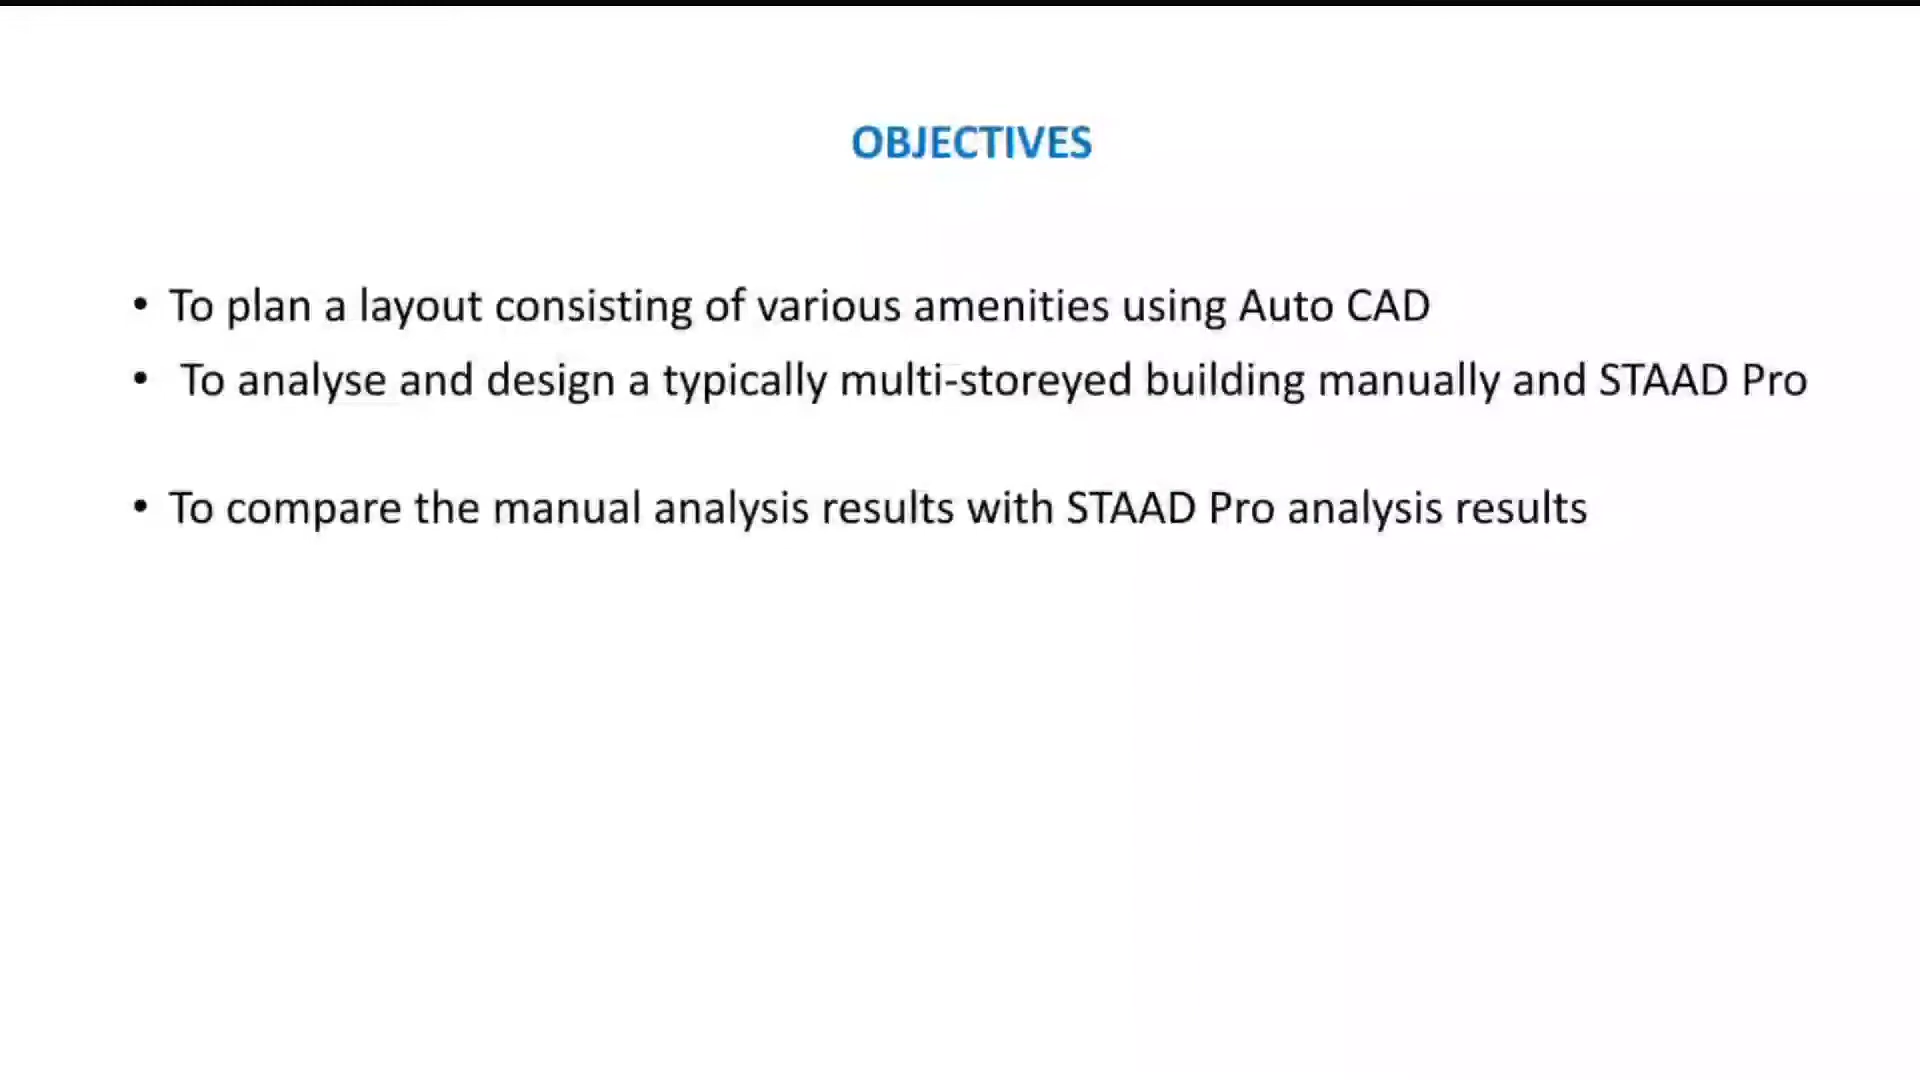 OBJECTIVES
• To plan a layout consisting of various amenities using Auto CAD
• To analyse and design a typically multi-storeyed building manually and STAAD Pro
• To compare the manual analysis results with STAAD Pro analysis results